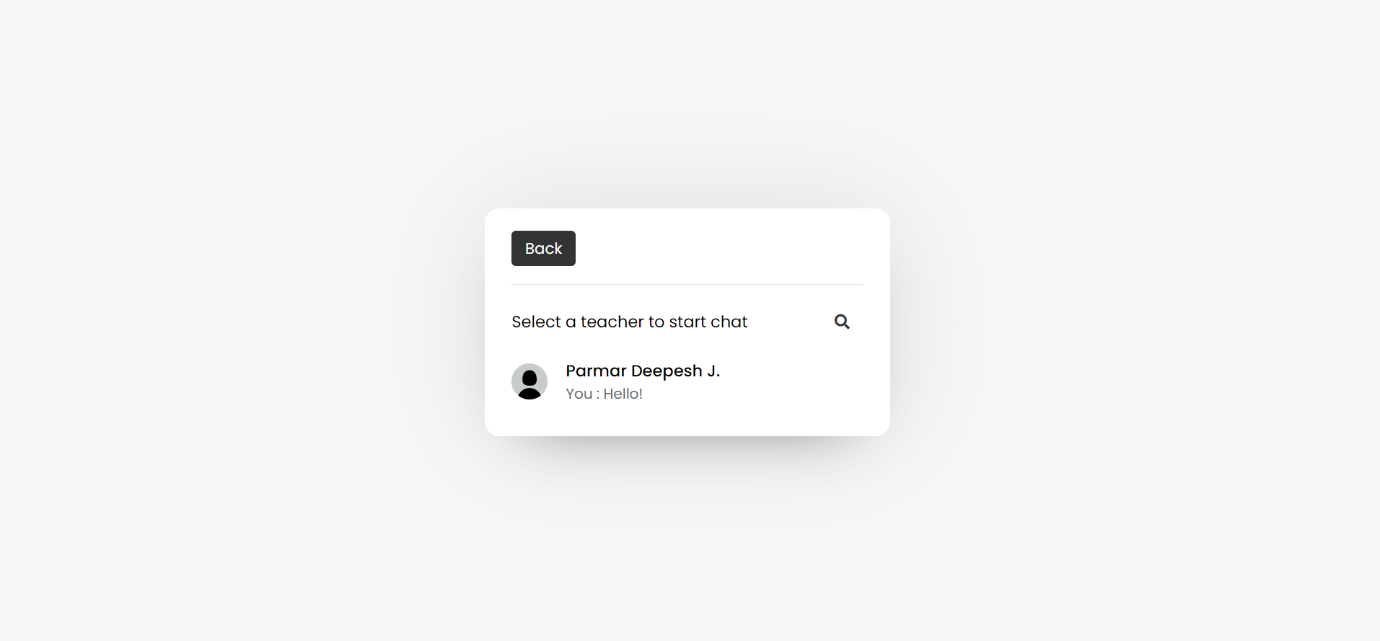 Back
Select a teacher to start chat
Parmar Deepesh J.
You : Hello!